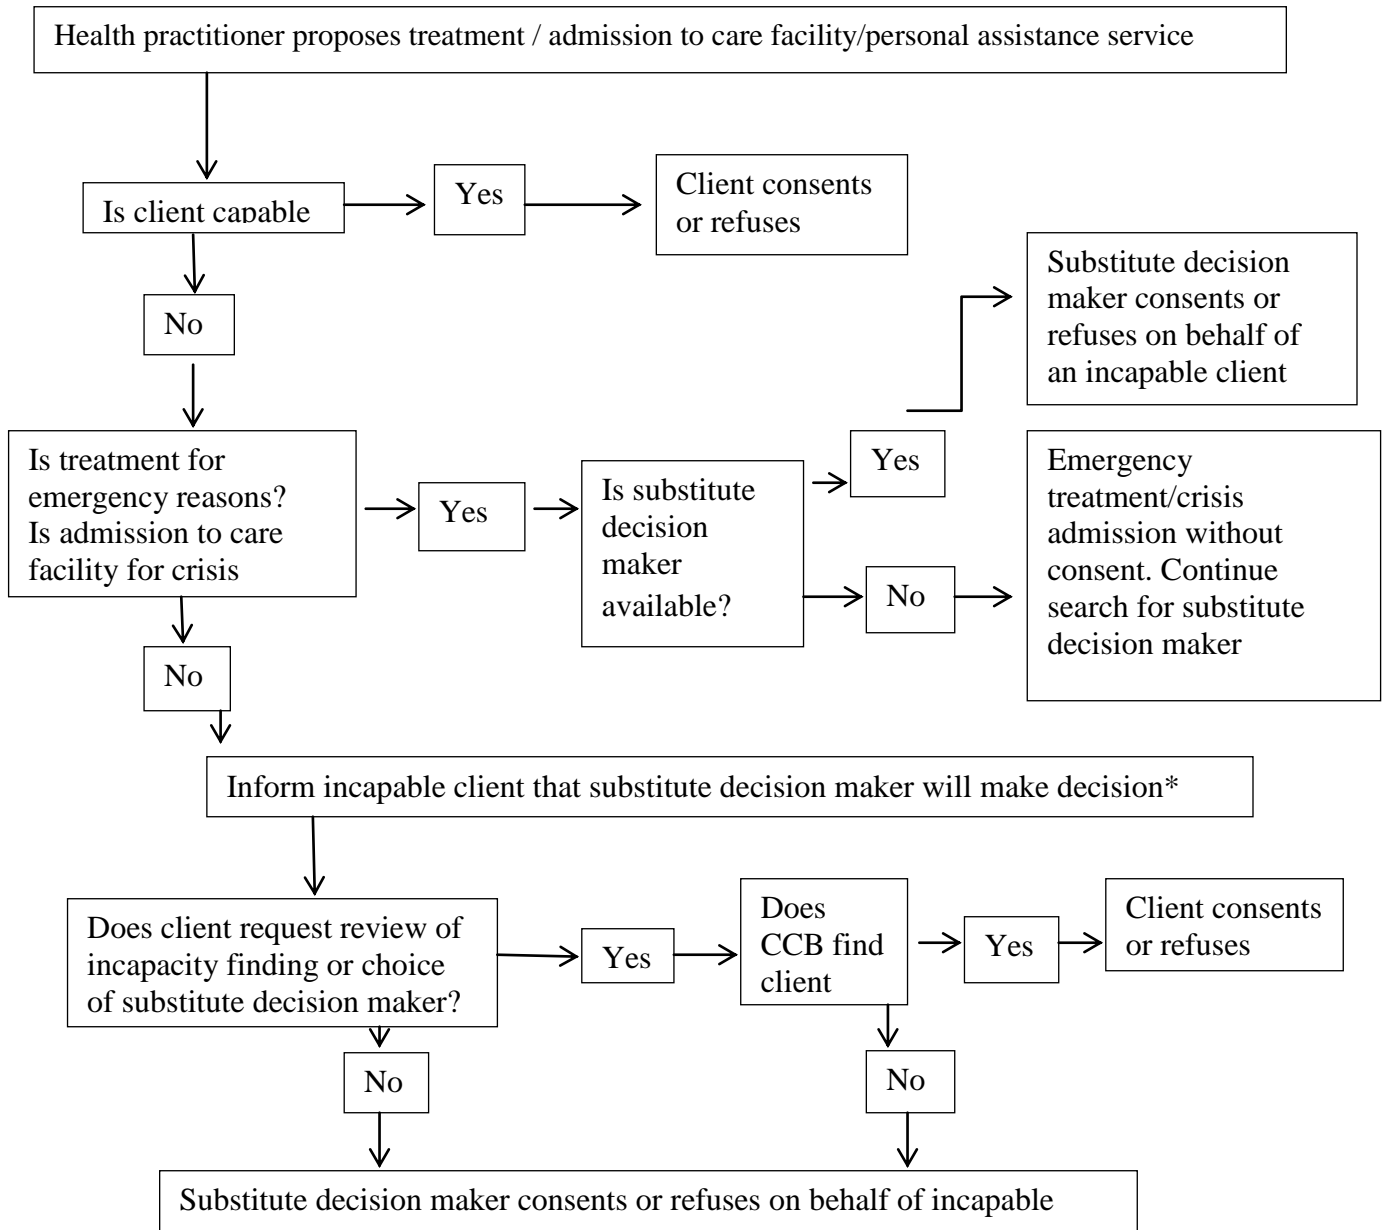 Health practitioner proposes treatment / admission to care facility/personal assistance service
Is client capable
Yes
Client consents
or refuses
No
Substitute decision
maker consents or
refuses on behalf of
an incapable client
Is treatment for
emergency reasons?
Is admission to care
facility for crisis
Yes
Is substitute
decision
maker
available?
Yes
No
Emergency
treatment/crisis
admission without
consent. Continue
search for substitute
decision maker
No
Inform incapable client that substitute decision maker will make decision*
Does client request review of
incapacity finding or choice
of substitute decision maker?
Yes
Does
CCB find
client
Yes
Client consents
or refuses
No
No
Substitute decision maker consents or refuses on behalf of incapable